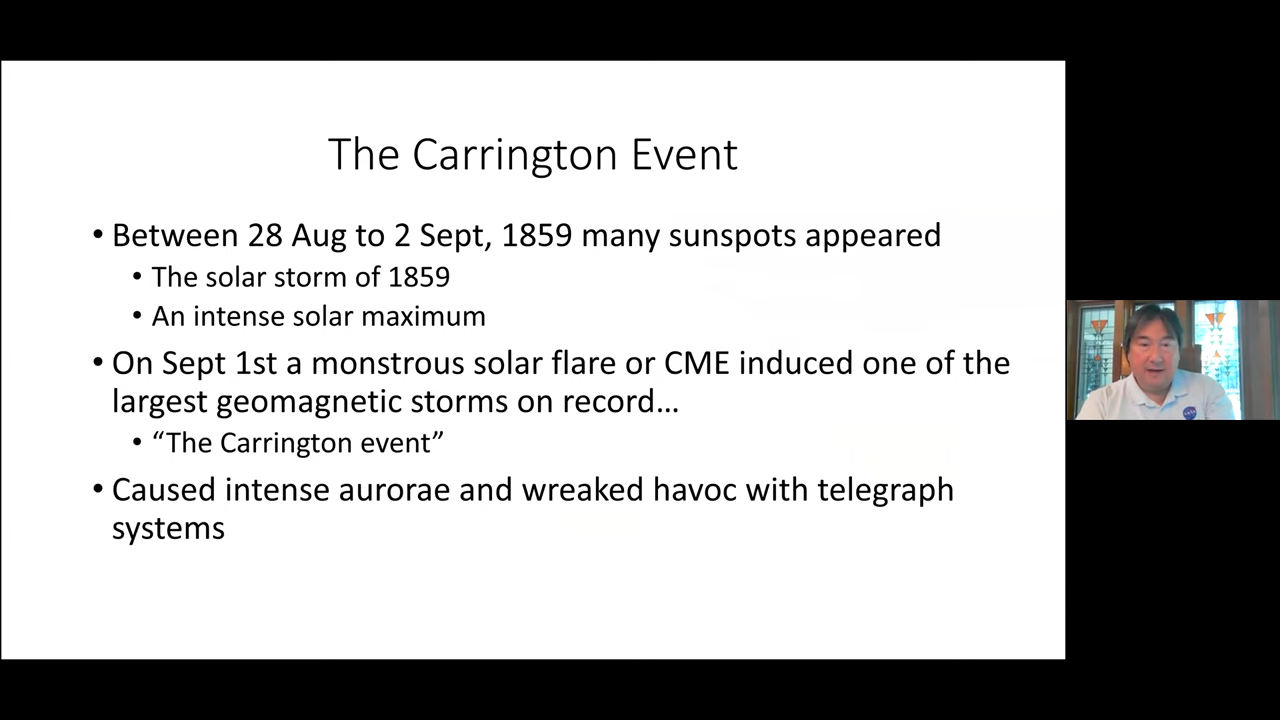 The Carrington Event
• Between 28 Aug to 2 Sept, 1859 many sunspots appeared
• The solar storm of 1859
• An intense solar maximum
• On Sept 1st a monstrous solar flare or CME induced one of the
largest geomagnetic storms on record…
• “The Carrington event”
• Caused intense aurorae and wreaked havoc with telegraph
systems